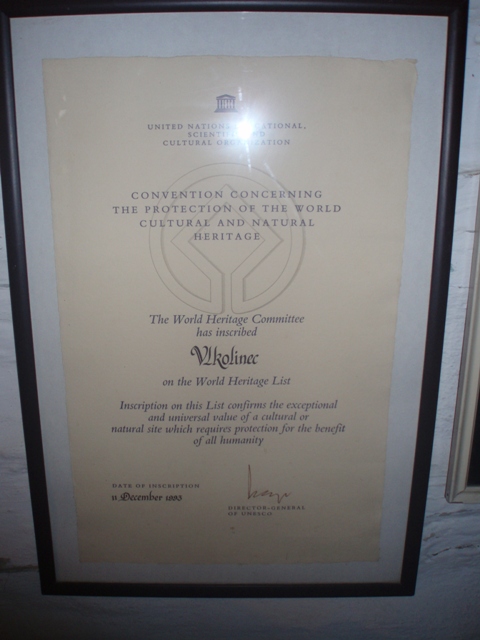 UNITED NATIONS EDUCATIONAL,
SCIENTIFIC AND
CULTURAL ORGANIZATION
CONVENTION CONCERNING
THE PROTECTION OF THE WORLD
CULTURAL AND NATURAL
HERITAGE
The World Heritage Committee
has inscribed
Vlkolinec
on the World Heritage List
Inscription on this List confirms the exceptional
and universal value of a cultural or
natural site which requires protection for the benefit
of all humanity
DATE OF INSCRIPTION
11 December 1993
DIRECTOR-GENERAL
OF UNESCO